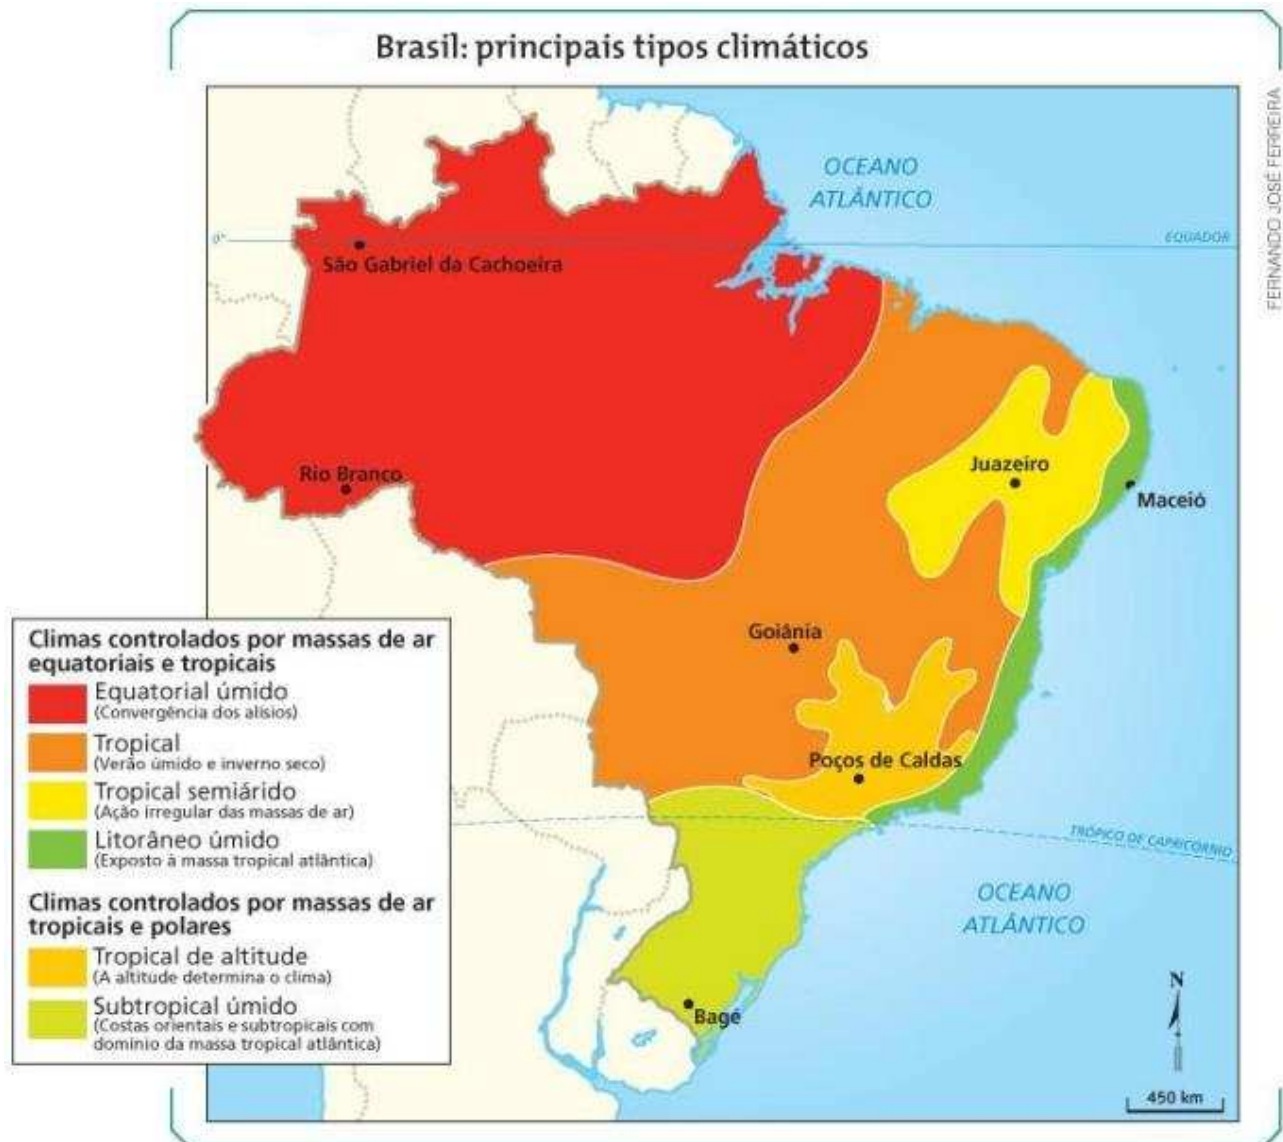 Brasil: principais tipos climáticos
FERNANDO JOSÉ FERREIRA
OCEANO
ATLÂNTICO
0°
EQUADOR
São Gabriel da Cachoeira
Rio Branco
Juazeiro
Maceió
Goiânia
Poços de Caldas
TRÓPICO DE CAPRICÓRNIO
OCEANO
ATLÂNTICO
Bagé
N
450 km
Climas controlados por massas de ar
equatoriais e tropicais
Equatorial úmido
(Convergência dos alísios)
Tropical
(Verão úmido e inverno seco)
Tropical semiárido
(Ação irregular das massas de ar)
Litorâneo úmido
(Exposto à massa tropical atlântica)
Climas controlados por massas de ar
tropicais e polares
Tropical de altitude
(A altitude determina o clima)
Subtropical úmido
(Costas orientais e subtropicais com
domínio da massa tropical atlântica)